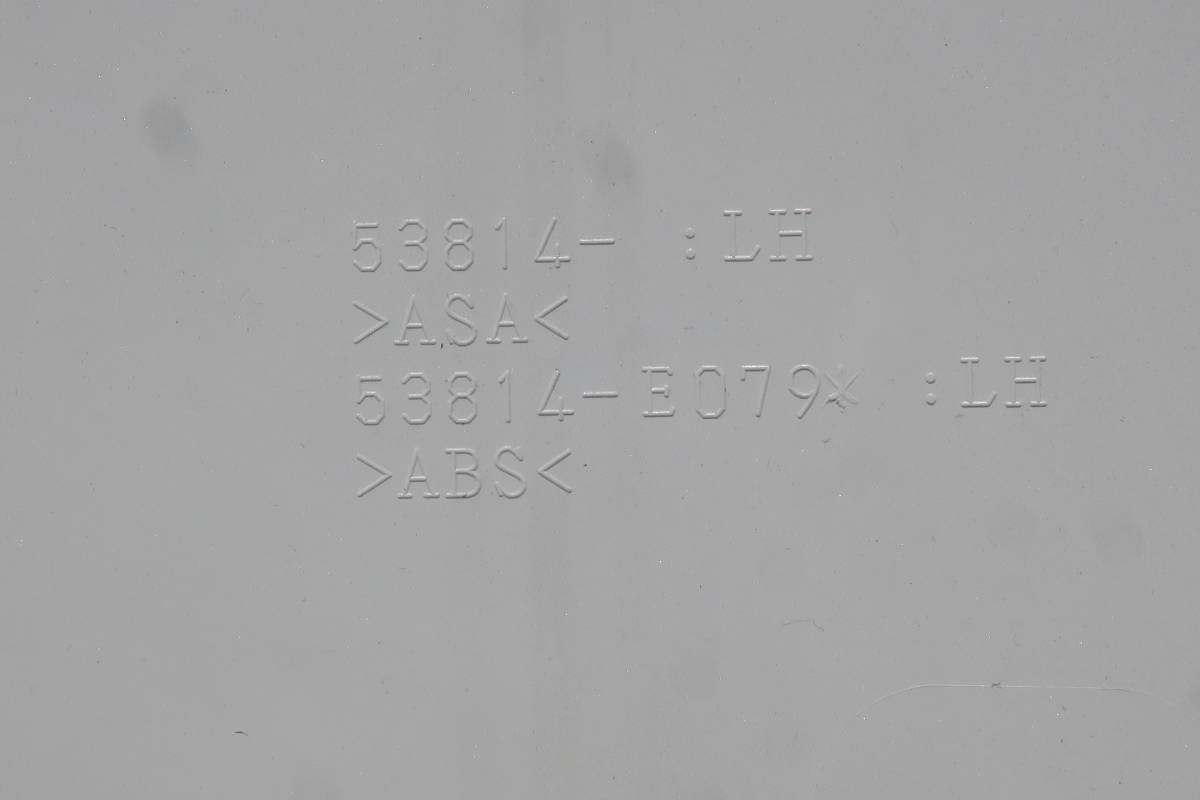 53814- :LH
>ASA<
53814-E079* :LH
>ABS<